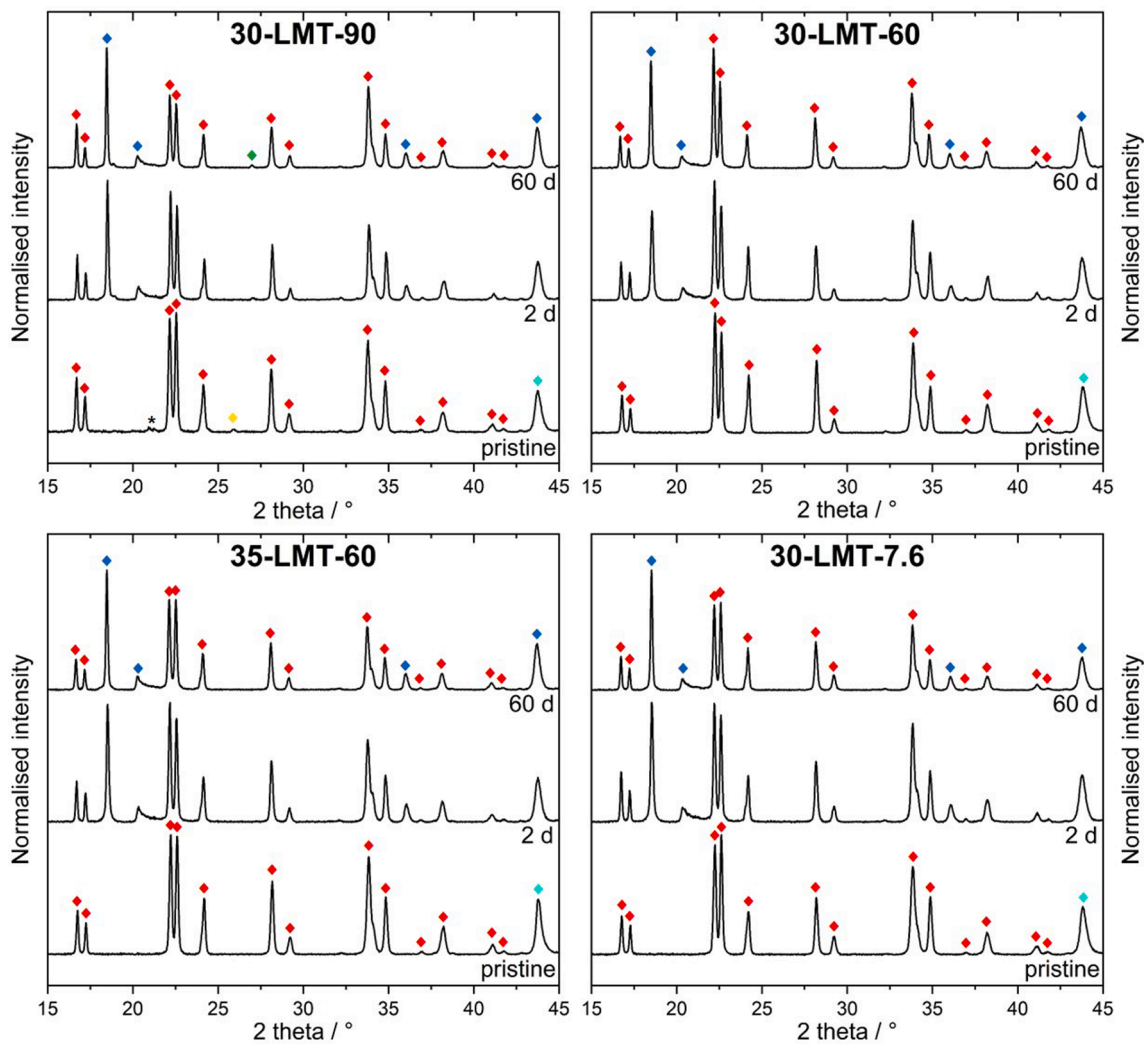 30-LMT-90
Normalised intensity
60 d
2 d
*
pristine
15 20 25 30 35 40 45
2 theta / °
30-LMT-60
Normalised intensity
60 d
2 d
pristine
15 20 25 30 35 40 45
2 theta / °
35-LMT-60
Normalised intensity
60 d
2 d
pristine
15 20 25 30 35 40 45
2 theta / °
30-LMT-7.6
Normalised intensity
60 d
2 d
pristine
15 20 25 30 35 40 45
2 theta / °